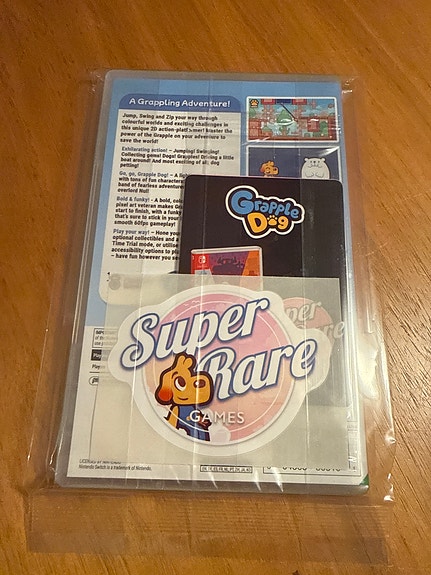 A Grappling Adventure!
Jump, Swing and Zip your way through
colourful worlds and exciting challenges in
this unique 2D action-platformer! Master the
power of the Grapple on your adventure to
save the world!
Exhilarating action! - Jumping! Swinging!
Collecting gems! Dogs! Grapples! Driving a little
boat around! And most exciting of all: dog
petting!
Go, go, Grapple Dog! - A
with tons of fun character
band of fearless adventur
overlord Nul!
Bold & funky! - A bold, col
pixel art veteran makes Gr
start to finish, with a funky
that's sure to stick in your
smooth 60fps gameplay!
Play your way! - Hone you
optional collectibles and
Time Trial mode, or utilise
accessibility options to pl
- have fun however you se
Grapple
Dog
Super
Rare
GAMES
Nintendo Switch is a trademark of Nintendo.